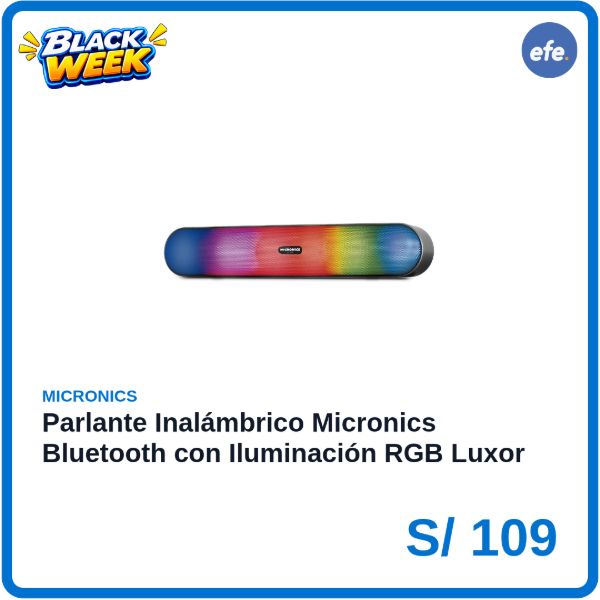 BLACK
WEEK
efe.
MICRONICS
MICRONICS
Parlante Inalámbrico Micronics
Bluetooth con Iluminación RGB Luxor
S/ 109